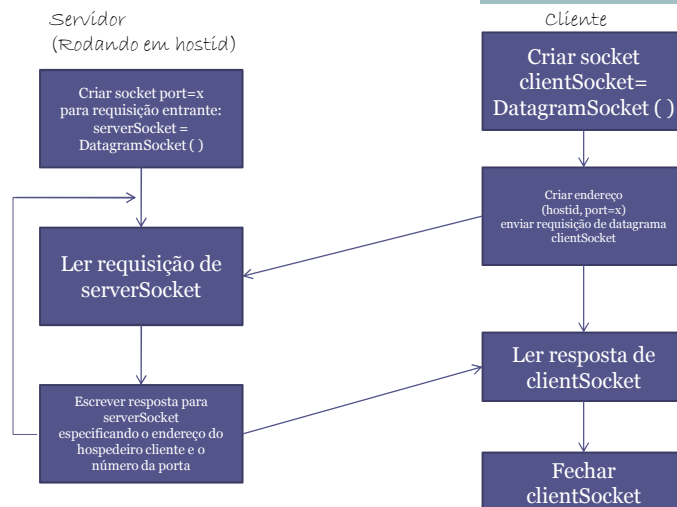 Servidor
(Rodando em hostid)
Criar socket port=x
para requisição entrante:
serverSocket =
DatagramSocket ( )
Ler requisição de
serverSocket
Escrever resposta para
serverSocket
especificando o endereço do
hospedeiro cliente e o
número da porta
Cliente
Criar socket
clientSocket=
DatagramSocket ( )
Criar endereço
(hostid, port=x)
enviar requisição de datagrama
clientSocket
Ler resposta de
clientSocket
Fechar
clientSocket